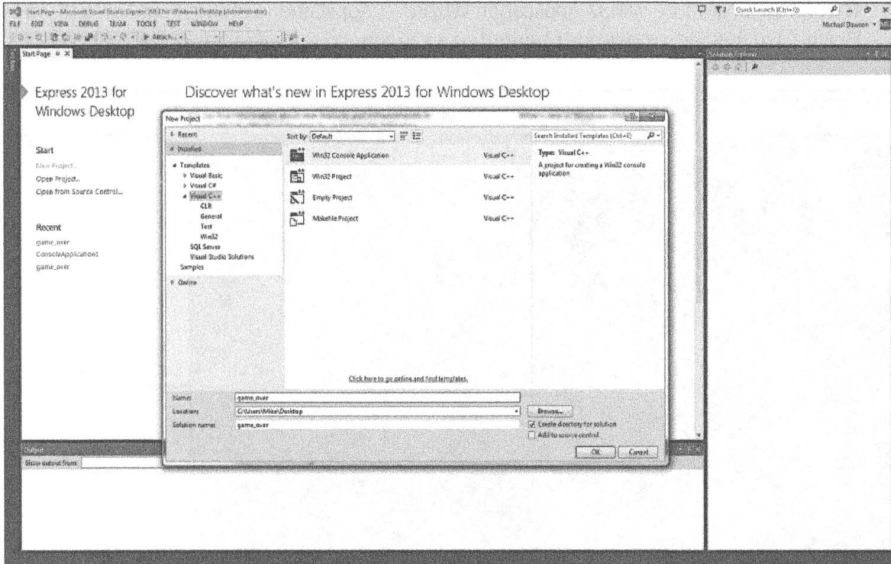 Start Page - Microsoft Visual Studio Express 2013 for Windows Desktop (Administrator)
Quick Launch (Ctrl+Q)
FILE EDIT VIEW DEBUG TEAM TOOLS TEST WINDOW HELP
Michael Dawson
Attach...
Start Page
Solution Explorer
Express 2013 for
Windows Desktop
Discover what's new in Express 2013 for Windows Desktop
Start
New Project...
Open Project...
Open from Source Control...
Recent
game_over
ConsoleApplication1
game_over
New Project
Recent
Installed
Templates
Visual Basic
Visual C#
Visual C++
CLR
General
Test
Win32
SQL Server
Visual Studio Solutions
Samples
Online
Sort by: Default
Win32 Console Application Visual C++
Win32 Project Visual C++
Empty Project Visual C++
Makefile Project Visual C++
Click here to go online and find templates.
Search Installed Templates (Ctrl+E)
Type: Visual C++
A project for creating a Win32 console
application
Name: game_over
Location: C:\Users\Mike\Desktop
Browse...
Solution name: game_over
Create directory for solution
Add to source control
OK Cancel
Output
Show output from: